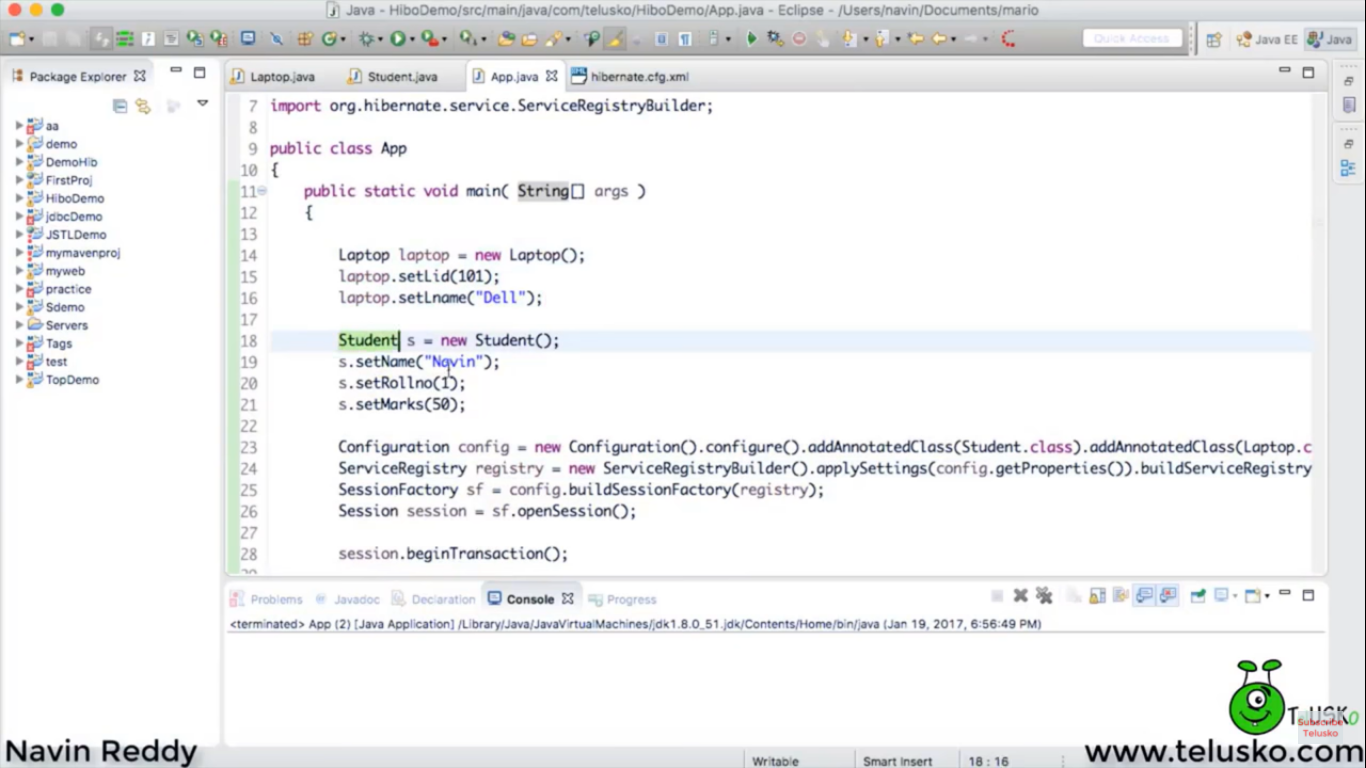 Java - HiboDemo/src/main/java/com/telusko/HiboDemo/App.java - Eclipse - /Users/navin/Documents/mario
Quick Access
Java EE
Java
Package Explorer
Laptop.java
Student.java
App.java
hibernate.cfg.xml
aa
demo
DemoHib
FirstProj
HiboDemo
jdbcDemo
JSTLDemo
mymavenproj
myweb
practice
Sdemo
Servers
Tags
test
TopDemo
7 import org.hibernate.service.ServiceRegistryBuilder;
8
9 public class App
10 {
11 public static void main( String[] args )
12 {
13
14 Laptop laptop = new Laptop();
15 laptop.setLid(101);
16 laptop.setLname("Dell");
17
18 Student s = new Student();
19 s.setName("Navin");
20 s.setRollno(1);
21 s.setMarks(50);
22
23 Configuration config = new Configuration().configure().addAnnotatedClass(Student.class).addAnnotatedClass(Laptop.c
24 ServiceRegistry registry = new ServiceRegistryBuilder().applySettings(config.getProperties()).buildServiceRegistry
25 SessionFactory sf = config.buildSessionFactory(registry);
26 Session session = sf.openSession();
27
28 session.beginTransaction();
Problems
Javadoc
Declaration
Console
Progress
<terminated> App (2) [Java Application] /Library/Java/JavaVirtualMachines/jdk1.8.0_51.jdk/Contents/Home/bin/java (Jan 19, 2017, 6:56:49 PM)
Subscribe
Telusko
Navin Reddy
www.telusko.com
Writable
Smart Insert
18 : 16